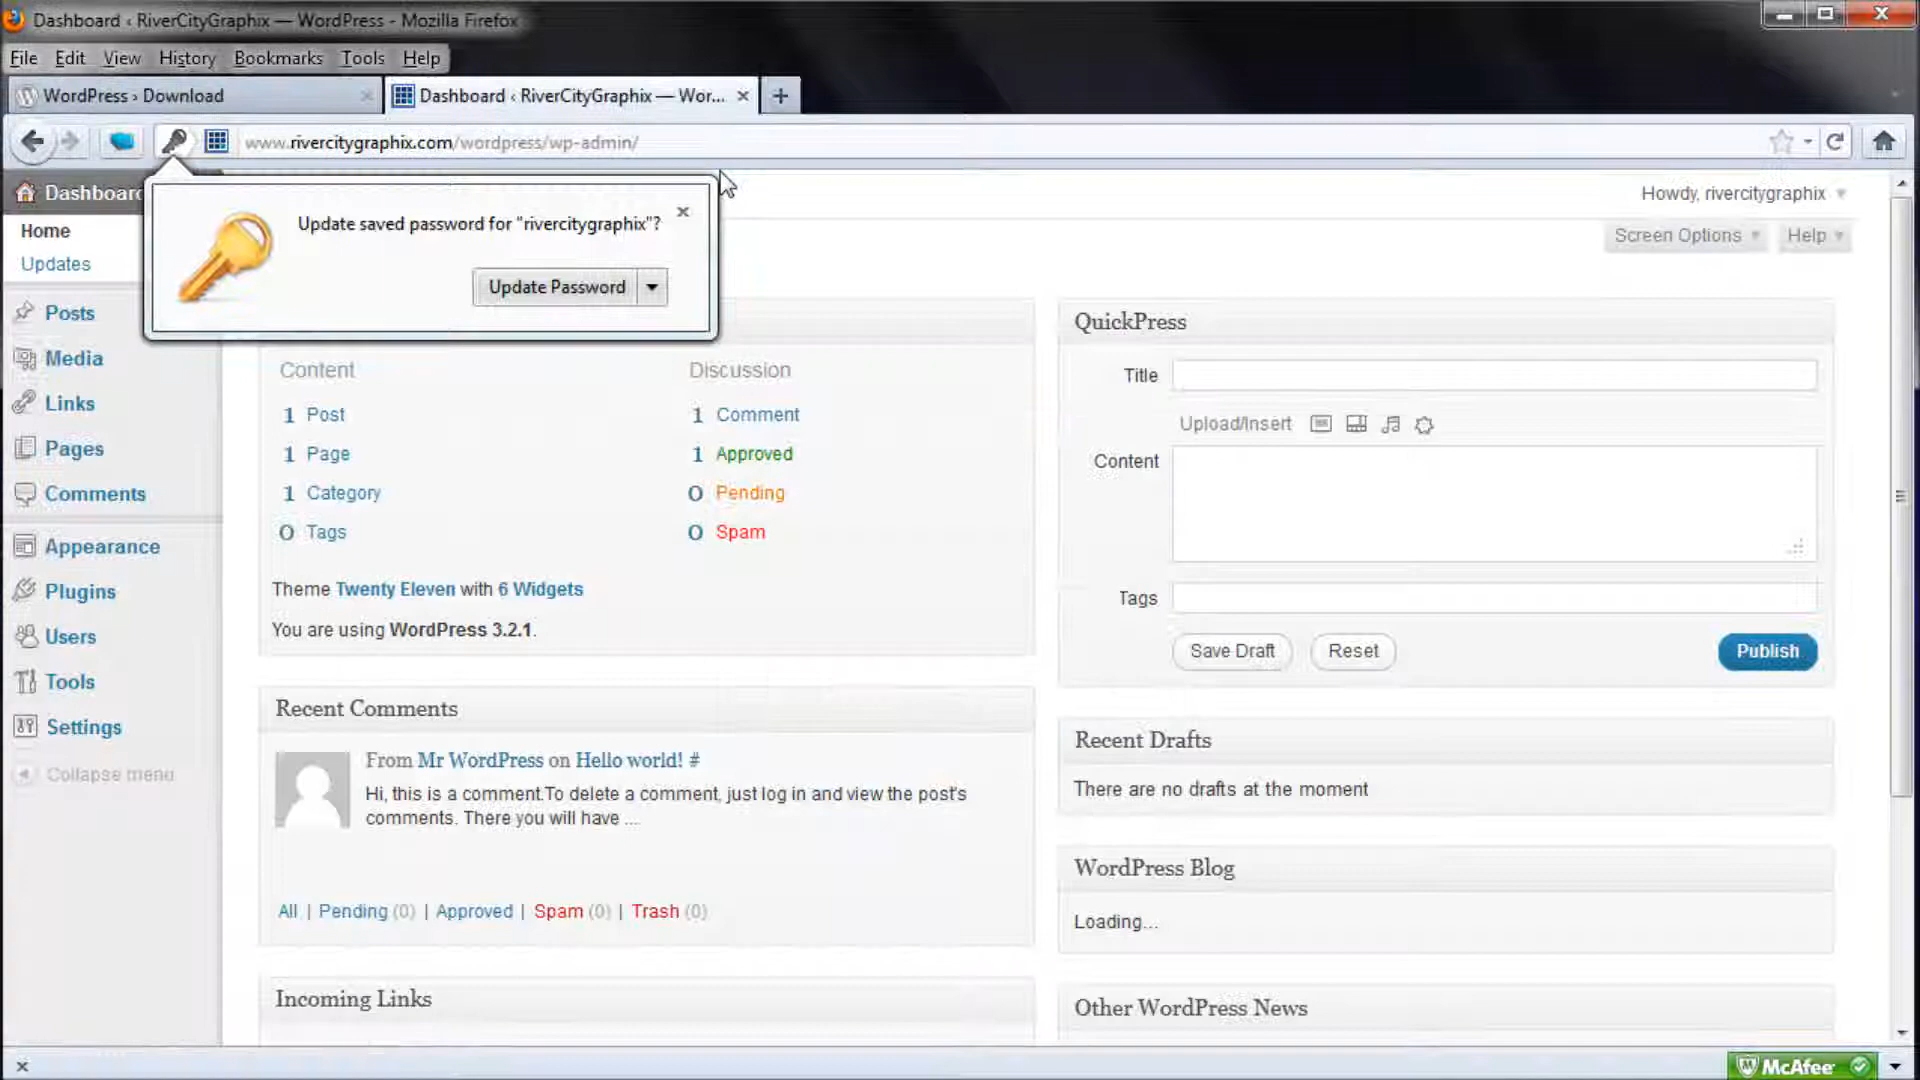 Dashboard ‹ RiverCityGraphix — WordPress - Mozilla Firefox
File Edit View History Bookmarks Tools Help
WordPress › Download
Dashboard ‹ RiverCityGraphix — Wor...
www.rivercitygraphix.com/wordpress/wp-admin/
Dashboard
Howdy, rivercitygraphix
Update saved password for "rivercitygraphix"?
Update Password
Home
Updates
Screen Options
Help
Posts
Media
Links
Pages
Comments
Appearance
Plugins
Users
Tools
Settings
Collapse menu
Content
Discussion
1 Post
1 Comment
1 Page
1 Approved
1 Category
0 Pending
0 Tags
0 Spam
Theme Twenty Eleven with 6 Widgets
You are using WordPress 3.2.1.
Recent Comments
From Mr WordPress on Hello world! #
Hi, this is a comment.To delete a comment, just log in and view the post's
comments. There you will have ...
All | Pending (0) | Approved | Spam (0) | Trash (0)
Incoming Links
QuickPress
Title
Upload/Insert
Content
Tags
Save Draft
Reset
Publish
Recent Drafts
There are no drafts at the moment
WordPress Blog
Loading...
Other WordPress News
McAfee